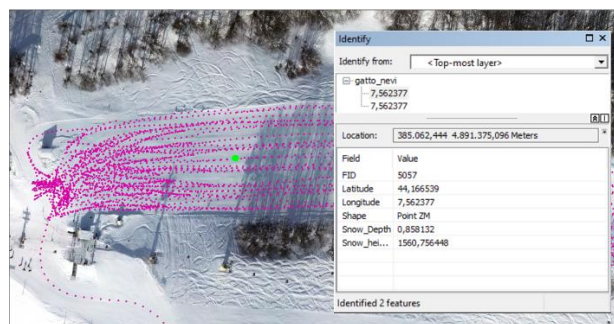 Identify
Identify from: <Top-most layer>
gatto_nevi
7,562377
7,562377
Location: 385.062,444 4.891.375,096 Meters
Field Value
FID 5057
Latitude 44,166539
Longitude 7,562377
Shape Point ZM
Snow_Depth 0,858132
Snow_hei... 1560,756448
Identified 2 features